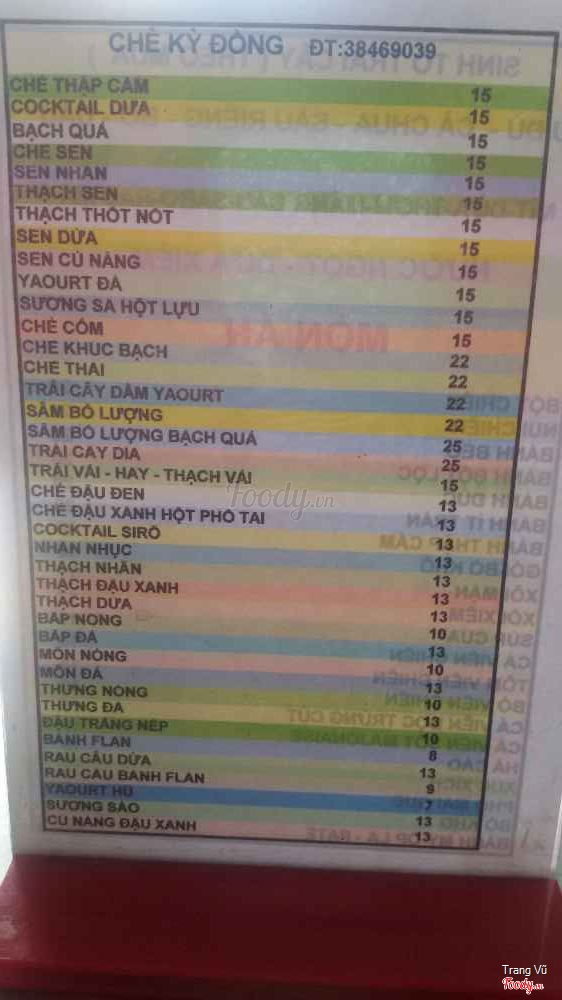 CHÈ KỲ ĐỒNG ĐT:38469039
CHÈ THẬP CẨM 15
COCKTAIL DỪA 15
BẠCH QUẢ 15
CHÈ SEN 15
SEN NHÃN 15
THẠCH SEN 15
THẠCH THỐT NỐT 15
SEN DỪA 15
SEN CỦ NĂNG 15
YAOURT ĐÁ 15
SƯƠNG SA HỘT LỰU 15
CHÈ CỐM 15
CHÈ KHÚC BẠCH 22
CHÈ THÁI 22
TRÁI CÂY DẦM YAOURT 22
SÂM BỔ LƯỢNG 22
SÂM BỔ LƯỢNG BẠCH QUẢ 25
TRÁI CÂY DĨA 25
TRÁI VẢI - HAY - THẠCH VẢI 15
CHÈ ĐẬU ĐEN 13
CHÈ ĐẬU XANH HỘT PHỔ TAI 13
COCKTAIL SIRÔ 13
NHÃN NHỤC 13
THẠCH NHÃN 13
THẠCH ĐẬU XANH 13
THẠCH DỪA 13
BẮP NÓNG 10
BẮP ĐÁ 13
MÔN NÓNG 10
MÔN ĐÁ 13
THƯNG NÓNG 10
THƯNG ĐÁ 13
ĐẬU TRẮNG NẾP 10
BÁNH FLAN 8
RAU CÂU DỪA 13
RAU CÂU BÁNH FLAN 9
YAOURT HŨ 7
SƯƠNG SÁO 13
CỦ NĂNG ĐẬU XANH 13
Foody.vn
Trang Vũ
Foody.vn